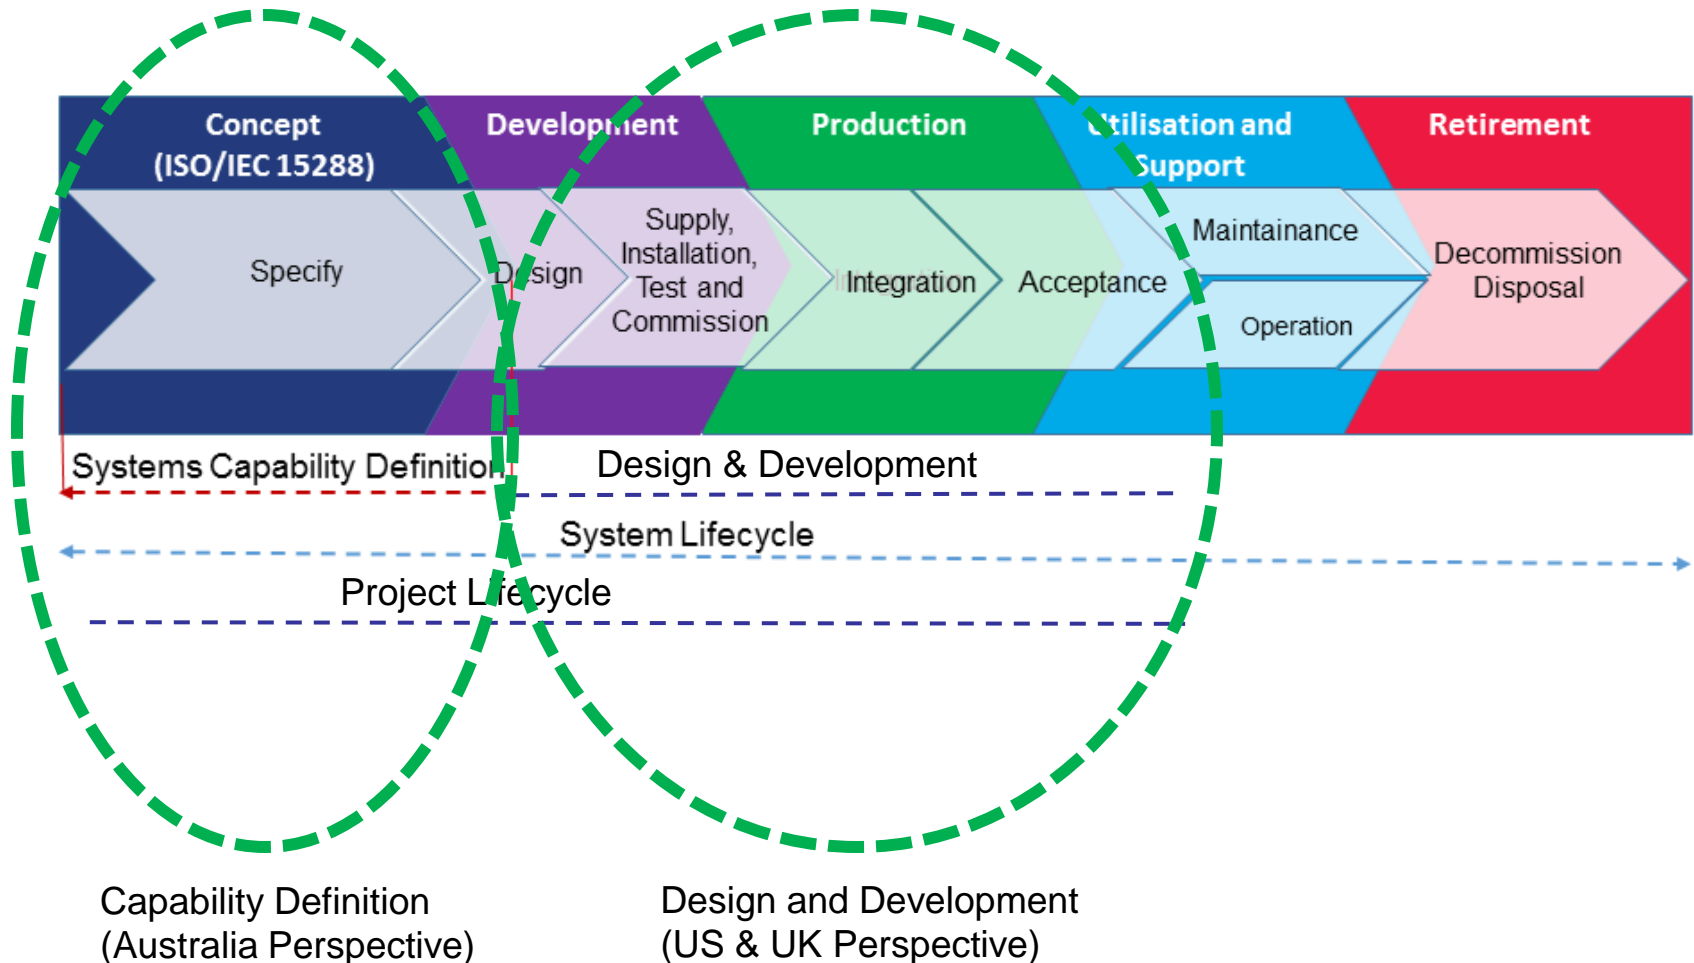 Concept
(ISO/IEC 15288)
Development
Production
Utilisation and
Support
Retirement
Specify
Design
Supply,
Installation,
Test and
Commission
Integration
Acceptance
Maintainance
Operation
Decommission
Disposal
Systems Capability Definition
Design & Development
System Lifecycle
Project Lifecycle
Capability Definition
(Australia Perspective)
Design and Development
(US & UK Perspective)